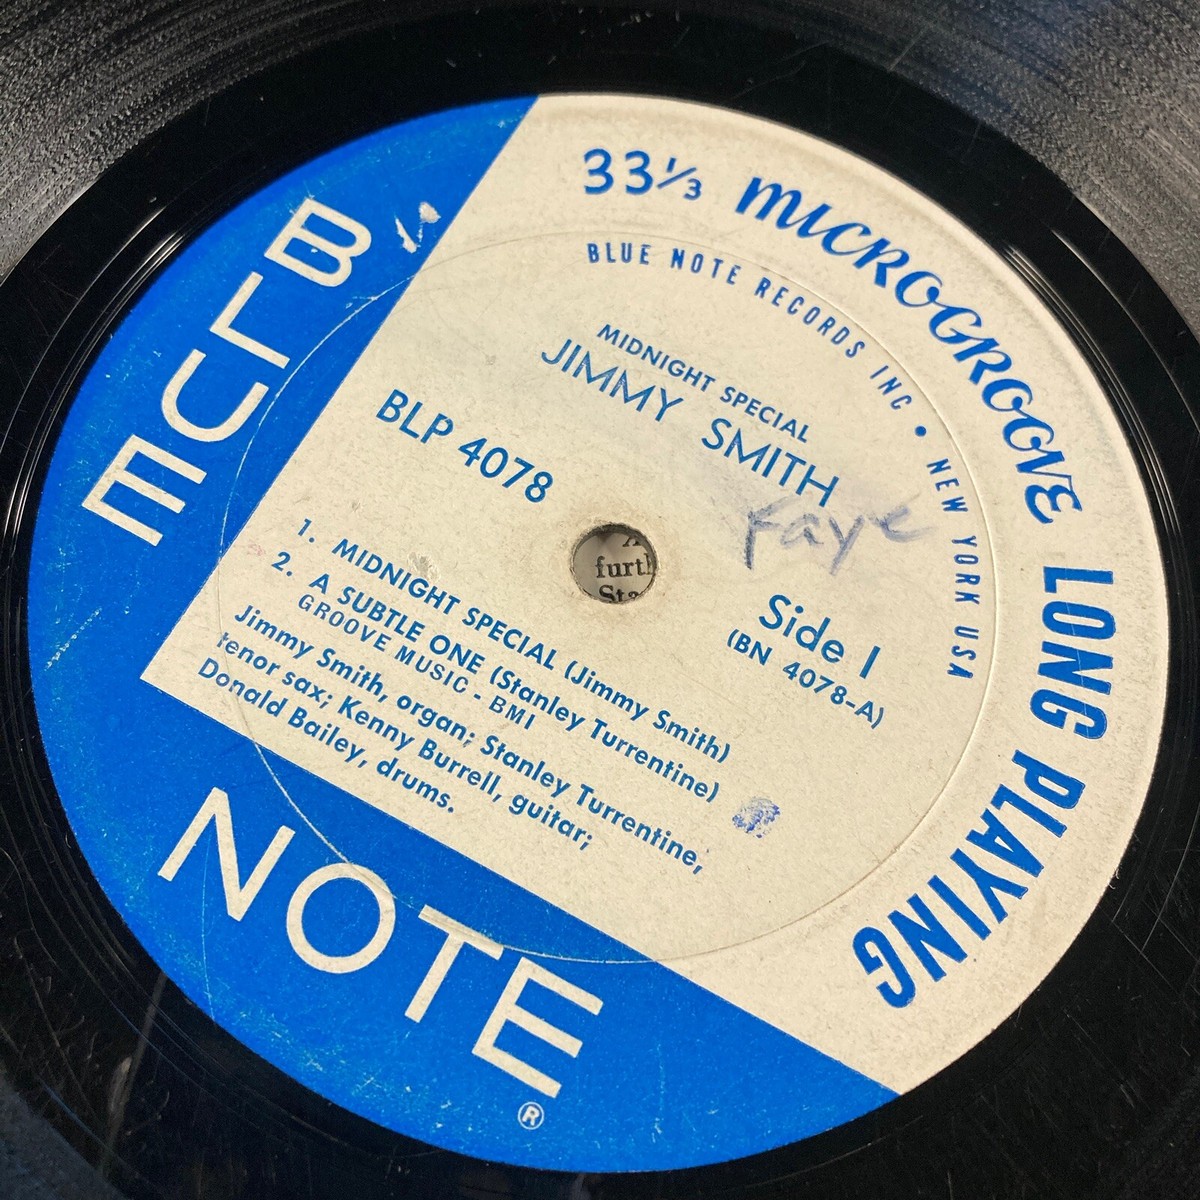 33⅓ MICROGROOVE LONG PLAYING
BLUE NOTE RECORDS INC • NEW YORK USA
MIDNIGHT SPECIAL
JIMMY SMITH
Faye
BLP 4078
Side 1
(BN 4078-A)
1. MIDNIGHT SPECIAL (Jimmy Smith)
2. A SUBTLE ONE (Stanley Turrentine)
GROOVE MUSIC - BMI
Jimmy Smith, organ; Stanley Turrentine,
tenor sax; Kenny Burrell, guitar;
Donald Bailey, drums.
BLUE
NOTE
®